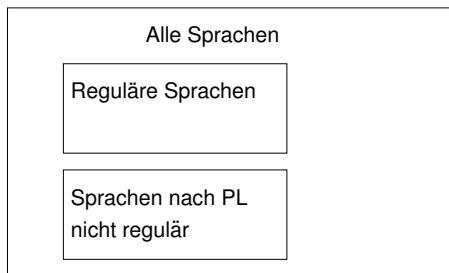 Alle Sprachen
Reguläre Sprachen
Sprachen nach PL
nicht regulär